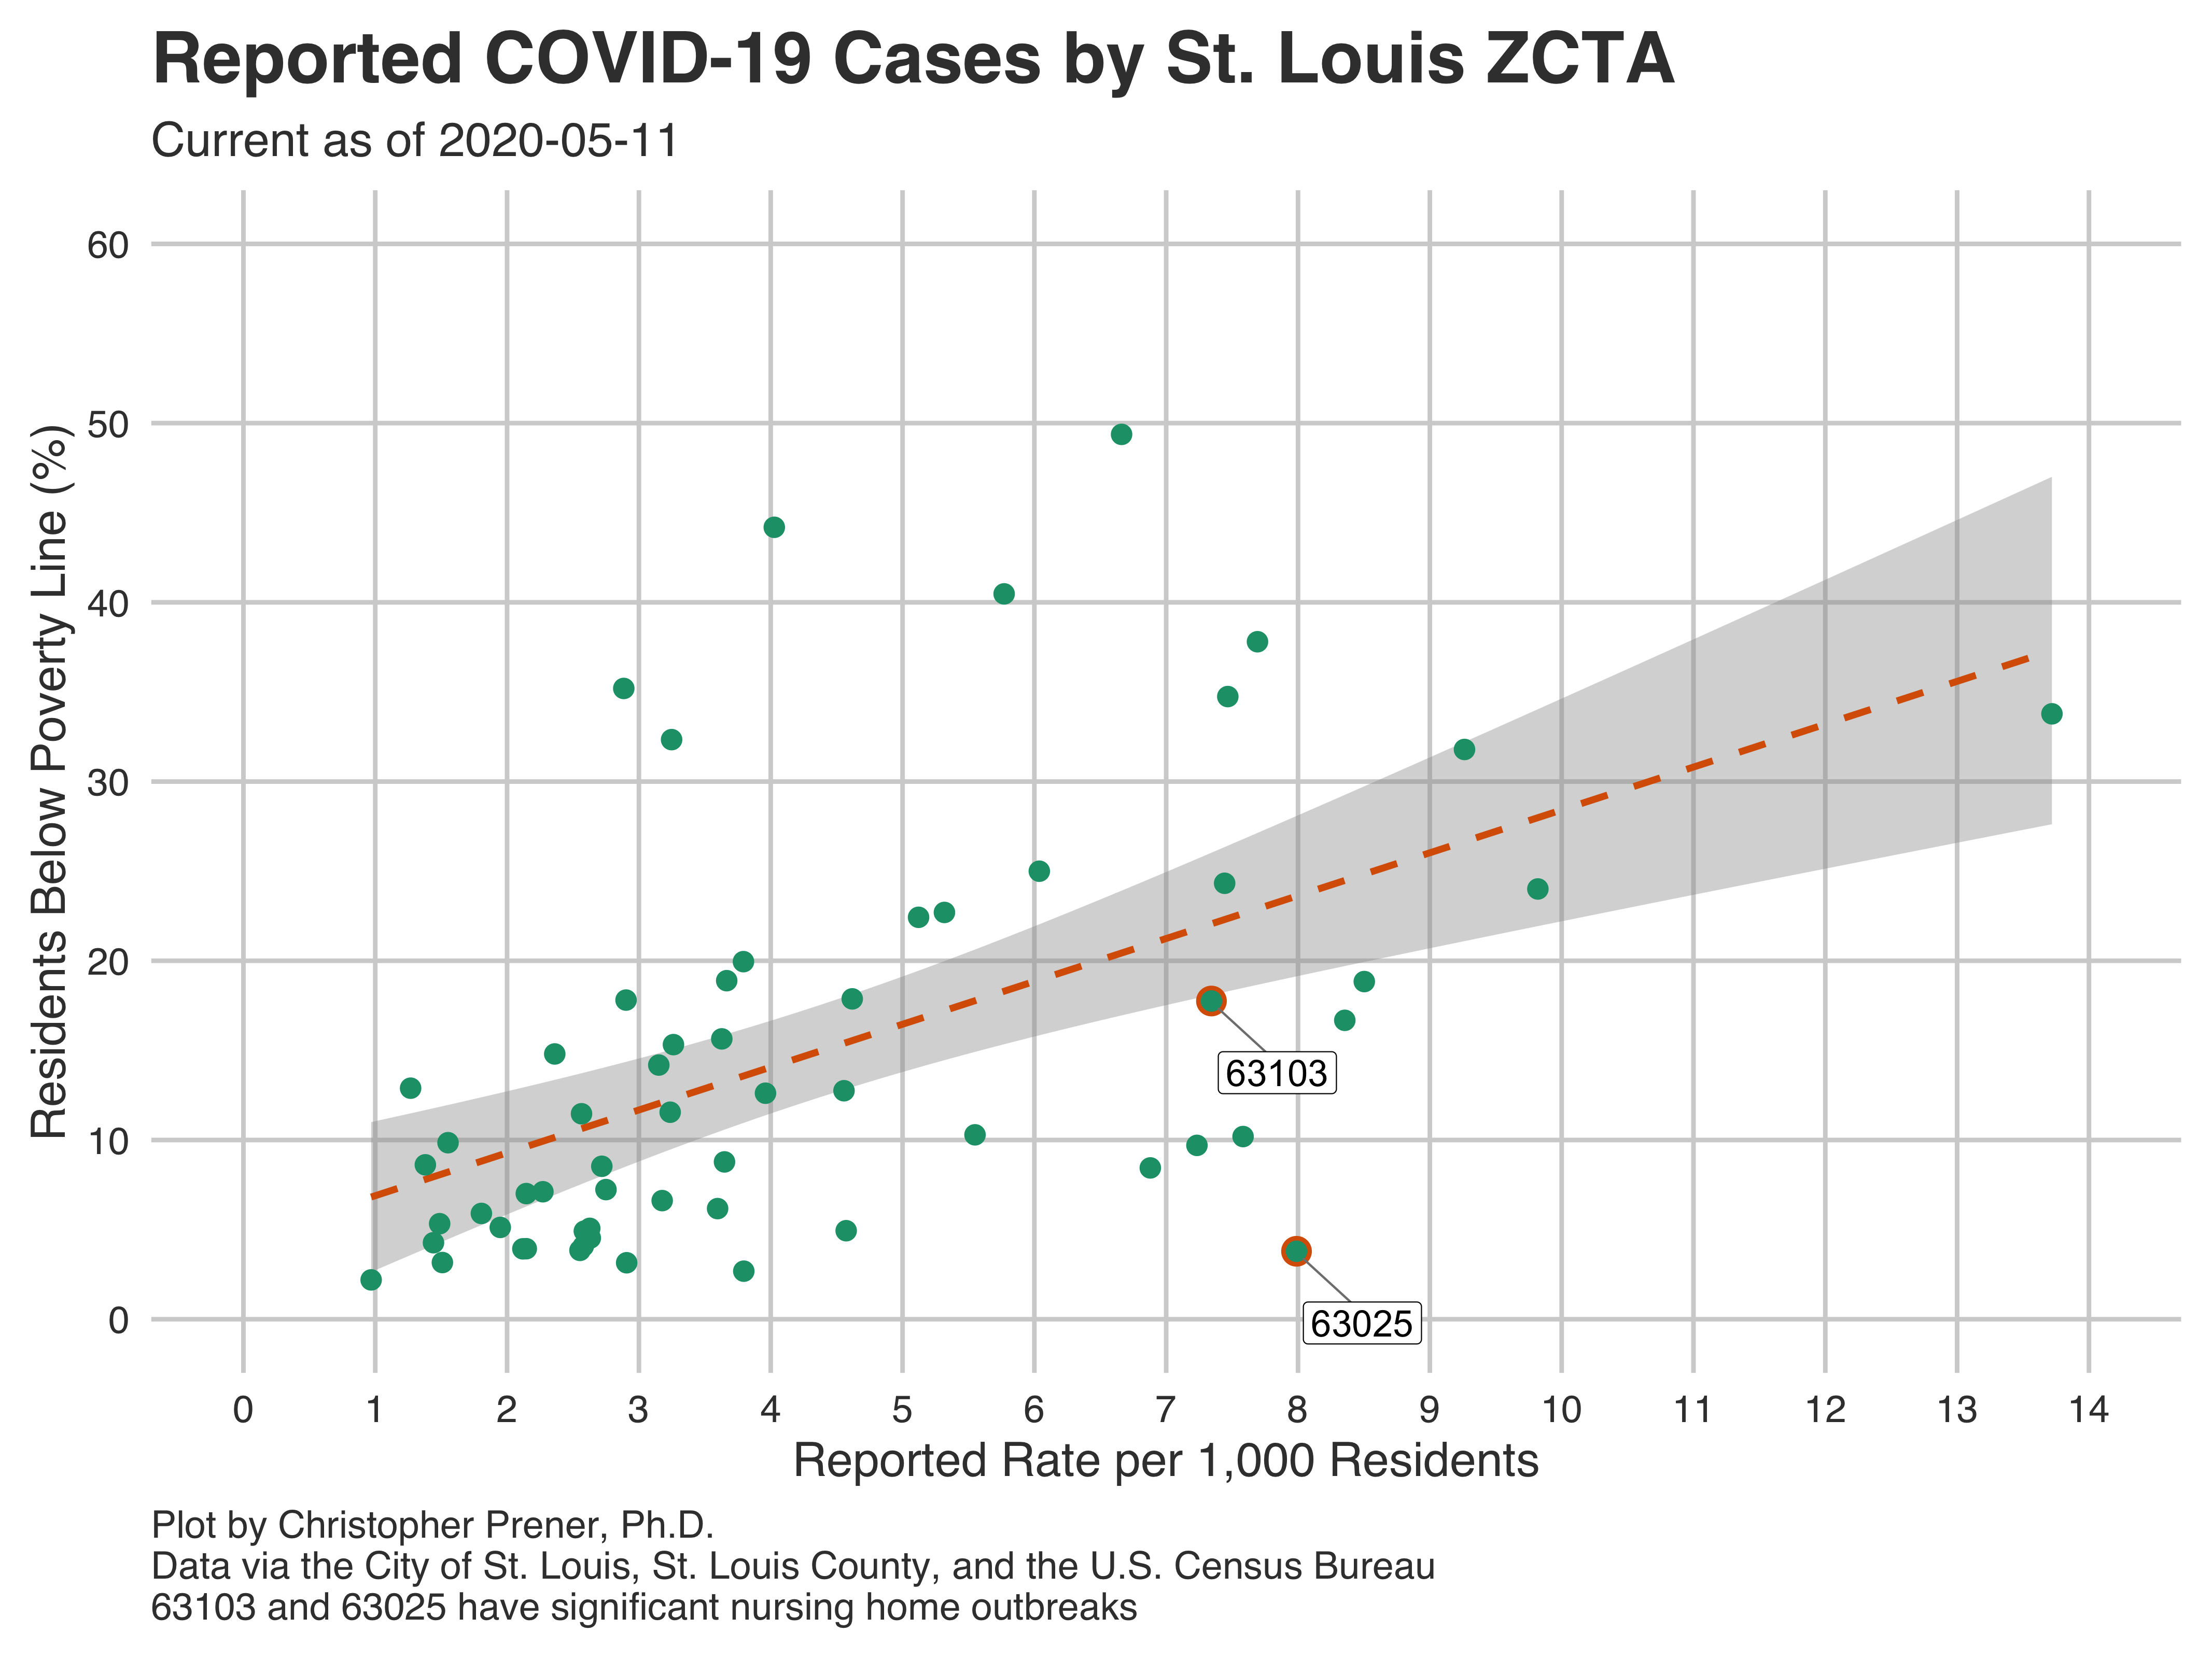 Reported COVID-19 Cases by St. Louis ZCTA
Current as of 2020-05-11
Residents Below Poverty Line (%)
60
50
40
30
20
10
0
63103
63025
0 1 2 3 4 5 6 7 8 9 10 11 12 13 14
Reported Rate per 1,000 Residents
Plot by Christopher Prener, Ph.D.
Data via the City of St. Louis, St. Louis County, and the U.S. Census Bureau
63103 and 63025 have significant nursing home outbreaks